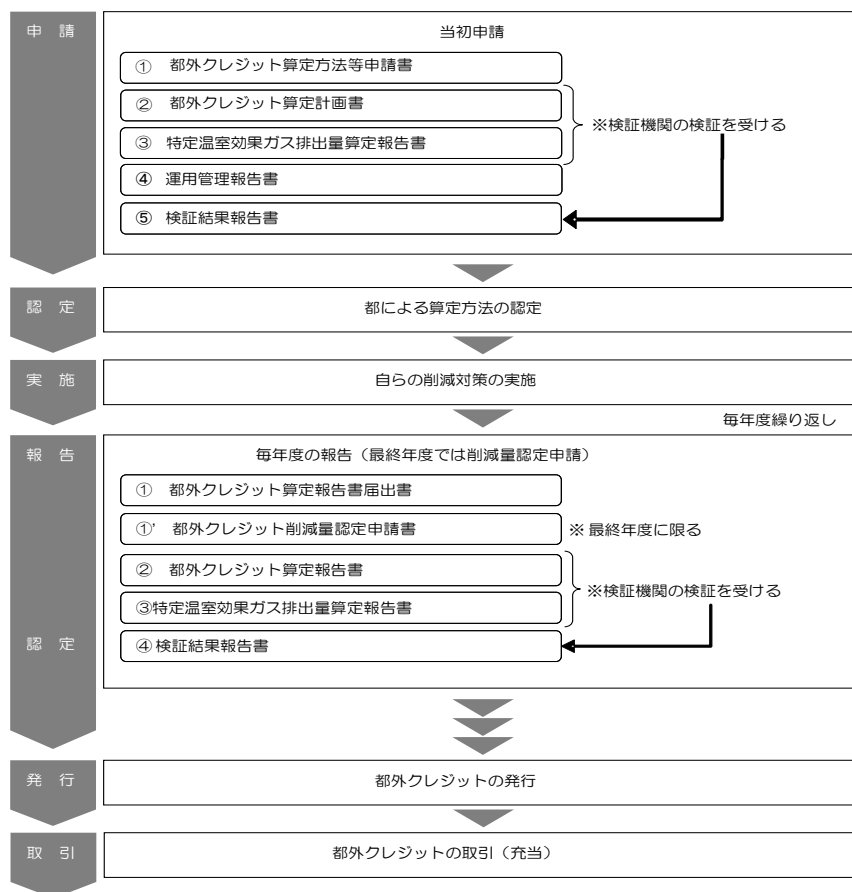 申　請
当初申請
①　都外クレジット算定方法等申請書
②　都外クレジット算定計画書
※検証機関の検証を受ける
③　特定温室効果ガス排出量算定報告書
④　運用管理報告書
⑤　検証結果報告書
認　定
都による算定方法の認定
実　施
自らの削減対策の実施
毎年度繰り返し
報　告
毎年度の報告（最終年度では削減量認定申請）
①　都外クレジット算定報告書届出書
①’　都外クレジット削減量認定申請書
※ 最終年度に限る
②　都外クレジット算定報告書
※検証機関の検証を受ける
③特定温室効果ガス排出量算定報告書
認　定
④ 検証結果報告書
発　行
都外クレジットの発行
取　引
都外クレジットの取引（充当）